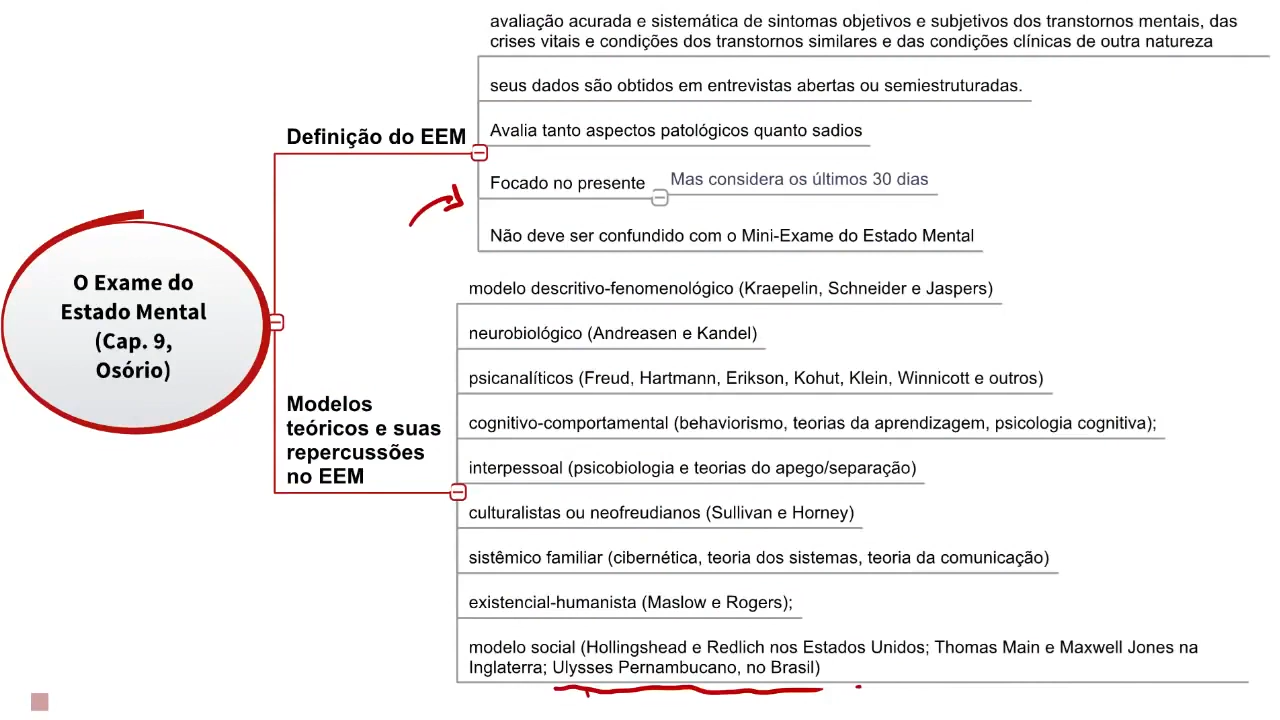 O Exame do
Estado Mental
(Cap. 9,
Osório)
Definição do EEM
avaliação acurada e sistemática de sintomas objetivos e subjetivos dos transtornos mentais, das
crises vitais e condições dos transtornos similares e das condições clínicas de outra natureza
seus dados são obtidos em entrevistas abertas ou semiestruturadas.
Avalia tanto aspectos patológicos quanto sadios
Focado no presente
Mas considera os últimos 30 dias
Não deve ser confundido com o Mini-Exame do Estado Mental
Modelos
teóricos e suas
repercussões
no EEM
modelo descritivo-fenomenológico (Kraepelin, Schneider e Jaspers)
neurobiológico (Andreasen e Kandel)
psicanalíticos (Freud, Hartmann, Erikson, Kohut, Klein, Winnicott e outros)
cognitivo-comportamental (behaviorismo, teorias da aprendizagem, psicologia cognitiva);
interpessoal (psicobiologia e teorias do apego/separação)
culturalistas ou neofreudianos (Sullivan e Horney)
sistêmico familiar (cibernética, teoria dos sistemas, teoria da comunicação)
existencial-humanista (Maslow e Rogers);
modelo social (Hollingshead e Redlich nos Estados Unidos; Thomas Main e Maxwell Jones na
Inglaterra; Ulysses Pernambucano, no Brasil)